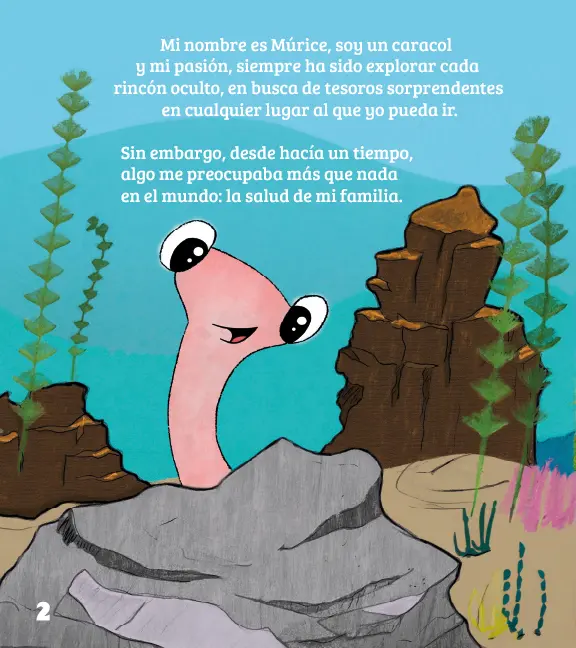 Mi nombre es Múrice, soy un caracol
y mi pasión, siempre ha sido explorar cada
rincón oculto, en busca de tesoros sorprendentes
en cualquier lugar al que yo pueda ir.
Sin embargo, desde hacía un tiempo,
algo me preocupaba más que nada
en el mundo: la salud de mi familia.
2